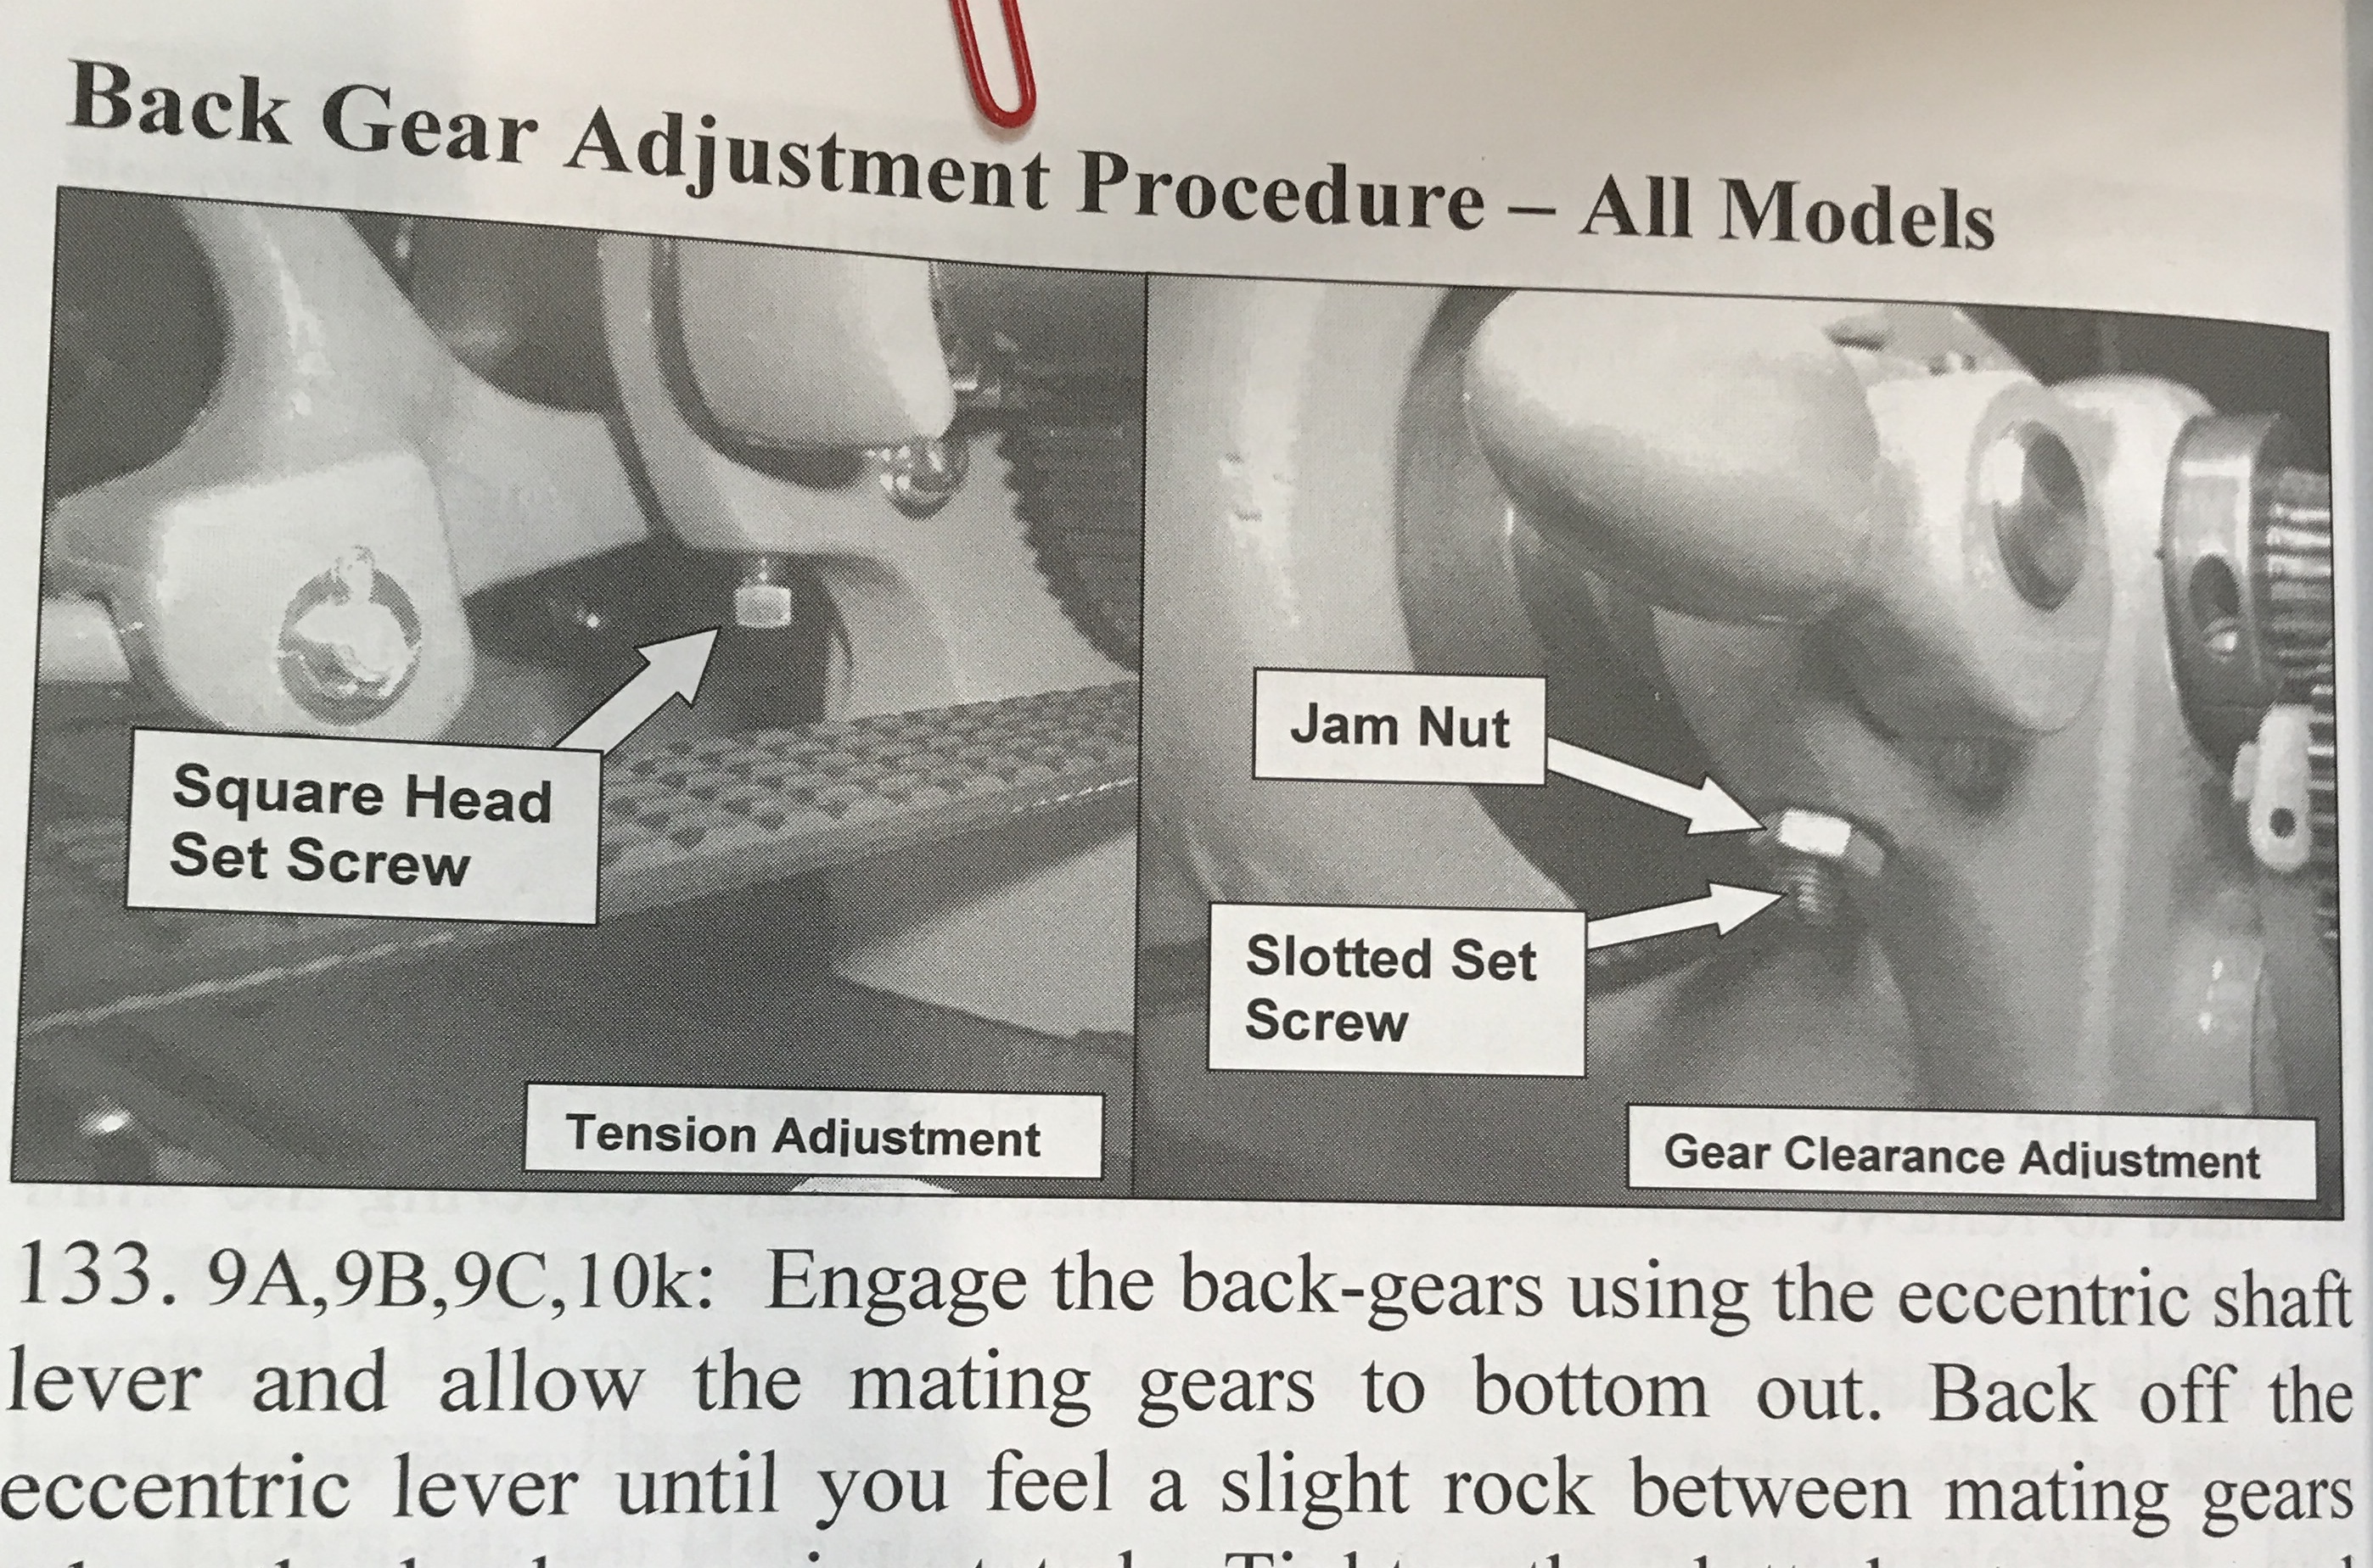 Back Gear Adjustment Procedure – All Models
Square Head
Set Screw
Tension Adjustment
Jam Nut
Slotted Set
Screw
Gear Clearance Adjustment
133. 9A,9B,9C,10k: Engage the back-gears using the eccentric shaft
lever and allow the mating gears to bottom out. Back off the
eccentric lever until you feel a slight rock between mating gears